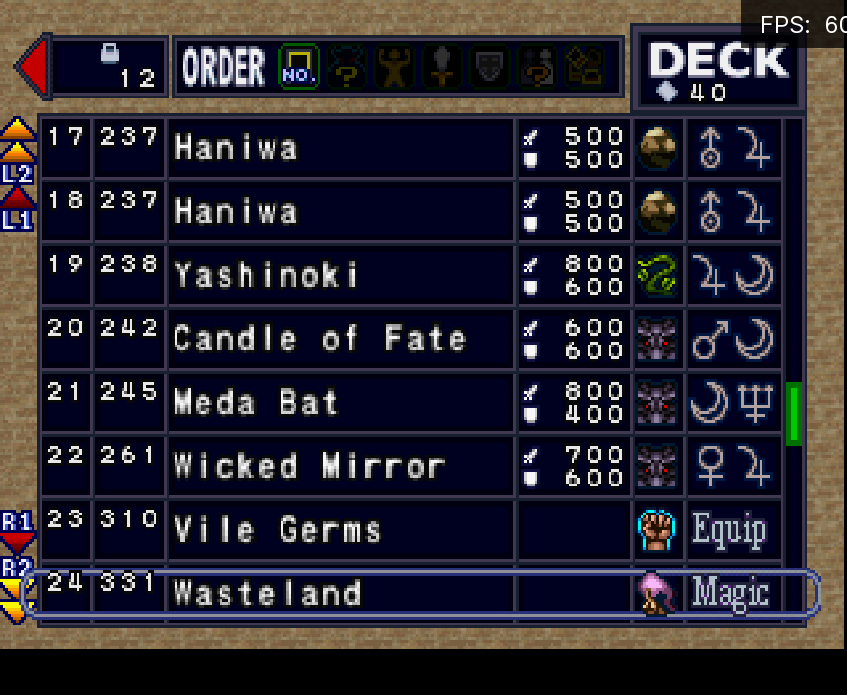 FPS: 60
12
ORDER NO. ? ?
DECK
40
17 237 Haniwa 500 500
L2
L1
18 237 Haniwa 500 500
19 238 Yashinoki 800 600
20 242 Candle of Fate 600 600
21 245 Meda Bat 800 400
22 261 Wicked Mirror 700 600
R1
23 310 Vile Germs Equip
R2
24 331 Wasteland Magic